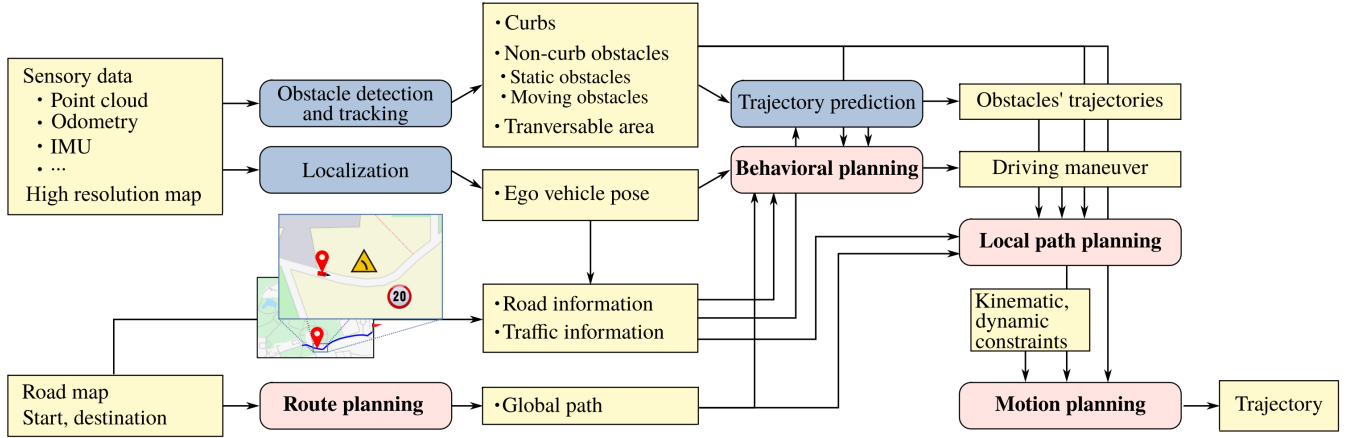 Sensory data
• Point cloud
• Odometry
• IMU
• ...
High resolution map
Obstacle detection
and tracking
Localization
• Curbs
• Non-curb obstacles
• Static obstacles
• Moving obstacles
• Tranversable area
• Ego vehicle pose
Trajectory prediction
Behavioral planning
Obstacles' trajectories
Driving maneuver
Local path planning
20
• Road information
• Traffic information
Kinematic,
dynamic
constraints
Road map
Start, destination
Route planning
• Global path
Motion planning
Trajectory